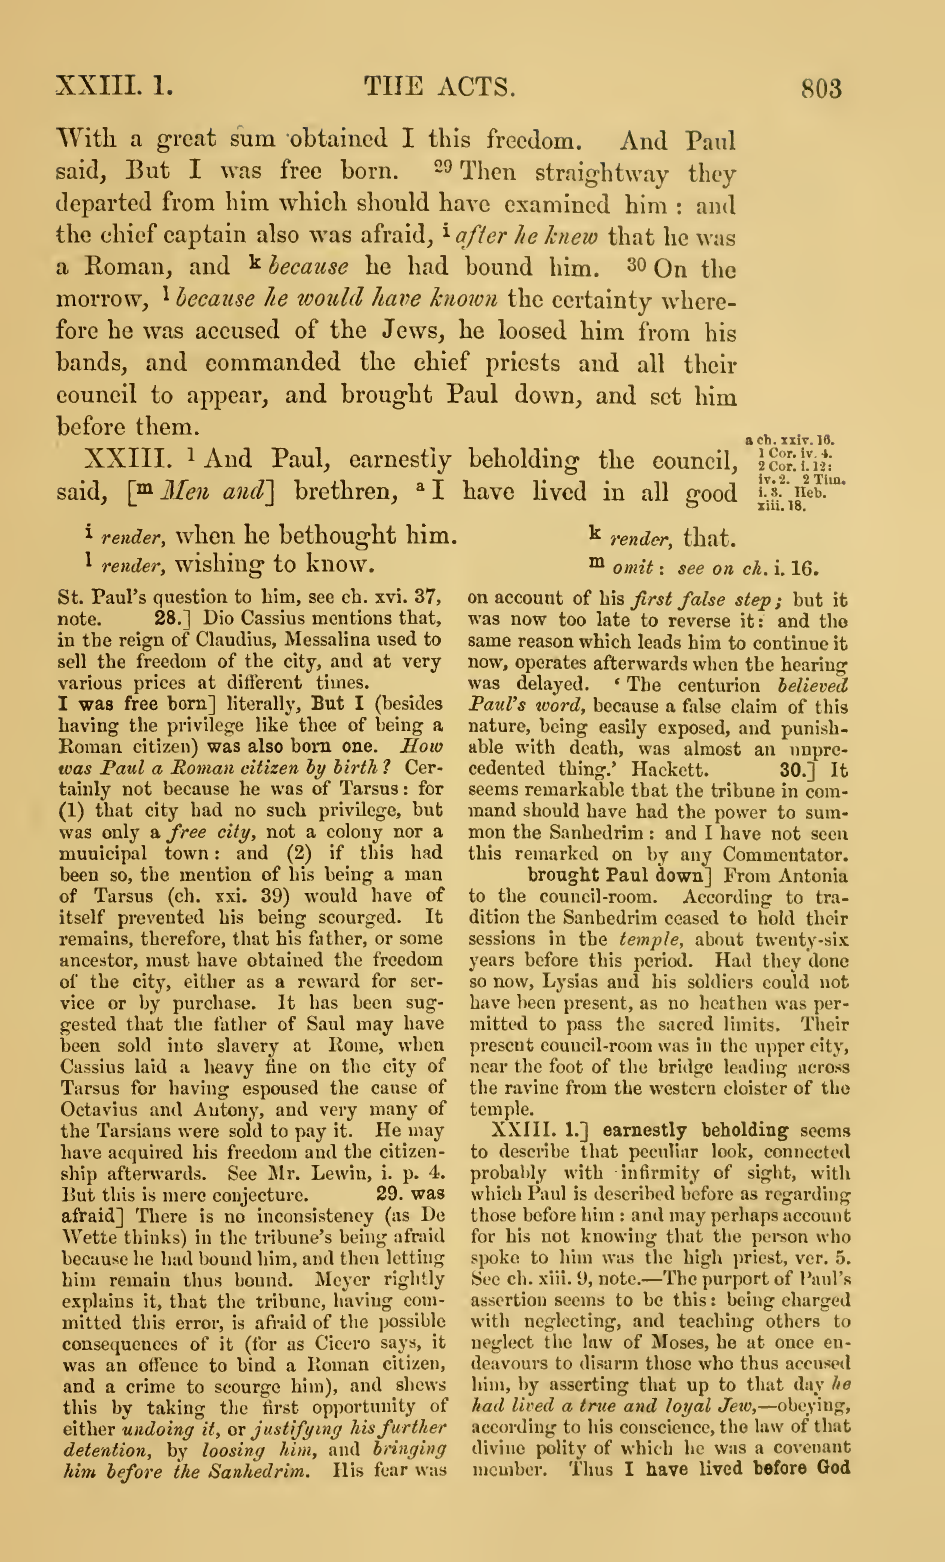 XXIII. 1. THE ACTS. 803
With a great sum obtained I this freedom. And Paul
said, But I was free born. 29 Then straightway they
departed from him which should have examined him : and
the chief captain also was afraid, i after he knew that he was
a Roman, and k because he had bound him. 30 On the
morrow, l because he would have known the certainty where-
fore he was accused of the Jews, he loosed him from his
bands, and commanded the chief priests and all their
council to appear, and brought Paul down, and set him
before them.
XXIII. 1 And Paul, earnestly beholding the council,
said, [m Men and] brethren, a I have lived in all good
a ch. xxiv. 16.
1 Cor. iv. 4.
2 Cor. i. 12:
iv. 2. 2 Tim.
i. 3. Heb.
xiii. 18.
i render, when he bethought him.
k render, that.
l render, wishing to know.
m omit: see on ch. i. 16.
St. Paul's question to him, see ch. xvi. 37,
note. 28.] Dio Cassius mentions that,
in the reign of Claudius, Messalina used to
sell the freedom of the city, and at very
various prices at different times.
I was free born] literally, But I (besides
having the privilege like thee of being a
Roman citizen) was also born one. How
was Paul a Roman citizen by birth? Cer-
tainly not because he was of Tarsus: for
(1) that city had no such privilege, but
was only a free city, not a colony nor a
municipal town: and (2) if this had
been so, the mention of his being a man
of Tarsus (ch. xxi. 39) would have of
itself prevented his being scourged. It
remains, therefore, that his father, or some
ancestor, must have obtained the freedom
of the city, either as a reward for ser-
vice or by purchase. It has been sug-
gested that the father of Saul may have
been sold into slavery at Rome, when
Cassius laid a heavy fine on the city of
Tarsus for having espoused the cause of
Octavius and Antony, and very many of
the Tarsians were sold to pay it. He may
have acquired his freedom and the citizen-
ship afterwards. See Mr. Lewin, i. p. 4.
But this is mere conjecture. 29. was
afraid] There is no inconsistency (as De
Wette thinks) in the tribune's being afraid
because he had bound him, and then letting
him remain thus bound. Meyer rightly
explains it, that the tribune, having com-
mitted this error, is afraid of the possible
consequences of it (for as Cicero says, it
was an offence to bind a Roman citizen,
and a crime to scourge him), and shews
this by taking the first opportunity of
either undoing it, or justifying his further
detention, by loosing him, and bringing
him before the Sanhedrim. His fear was
on account of his first false step; but it
was now too late to reverse it: and the
same reason which leads him to continue it
now, operates afterwards when the hearing
was delayed. ‘ The centurion believed
Paul's word, because a false claim of this
nature, being easily exposed, and punish-
able with death, was almost an unpre-
cedented thing.’ Hackett. 30.] It
seems remarkable that the tribune in com-
mand should have had the power to sum-
mon the Sanhedrim : and I have not seen
this remarked on by any Commentator.
brought Paul down] From Antonia
to the council-room. According to tra-
dition the Sanhedrim ceased to hold their
sessions in the temple, about twenty-six
years before this period. Had they done
so now, Lysias and his soldiers could not
have been present, as no heathen was per-
mitted to pass the sacred limits. Their
present council-room was in the upper city,
near the foot of the bridge leading across
the ravine from the western cloister of the
temple.
XXIII. 1.] earnestly beholding seems
to describe that peculiar look, connected
probably with infirmity of sight, with
which Paul is described before as regarding
those before him : and may perhaps account
for his not knowing that the person who
spoke to him was the high priest, ver. 5.
See ch. xiii. 9, note.—The purport of Paul's
assertion seems to be this: being charged
with neglecting, and teaching others to
neglect the law of Moses, he at once en-
deavours to disarm those who thus accused
him, by asserting that up to that day he
had lived a true and loyal Jew,—obeying,
according to his conscience, the law of that
divine polity of which he was a covenant
member. Thus I have lived before God